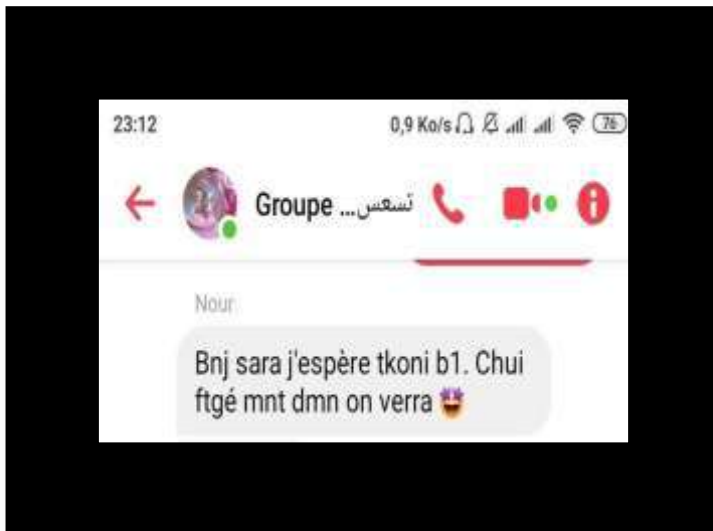 23:12 0,9 Ko/s 76
Groupe ...تسعس
Nour
Bnj sara j'espère tkoni b1. Chui
ftgé mnt dmn on verra 🤩